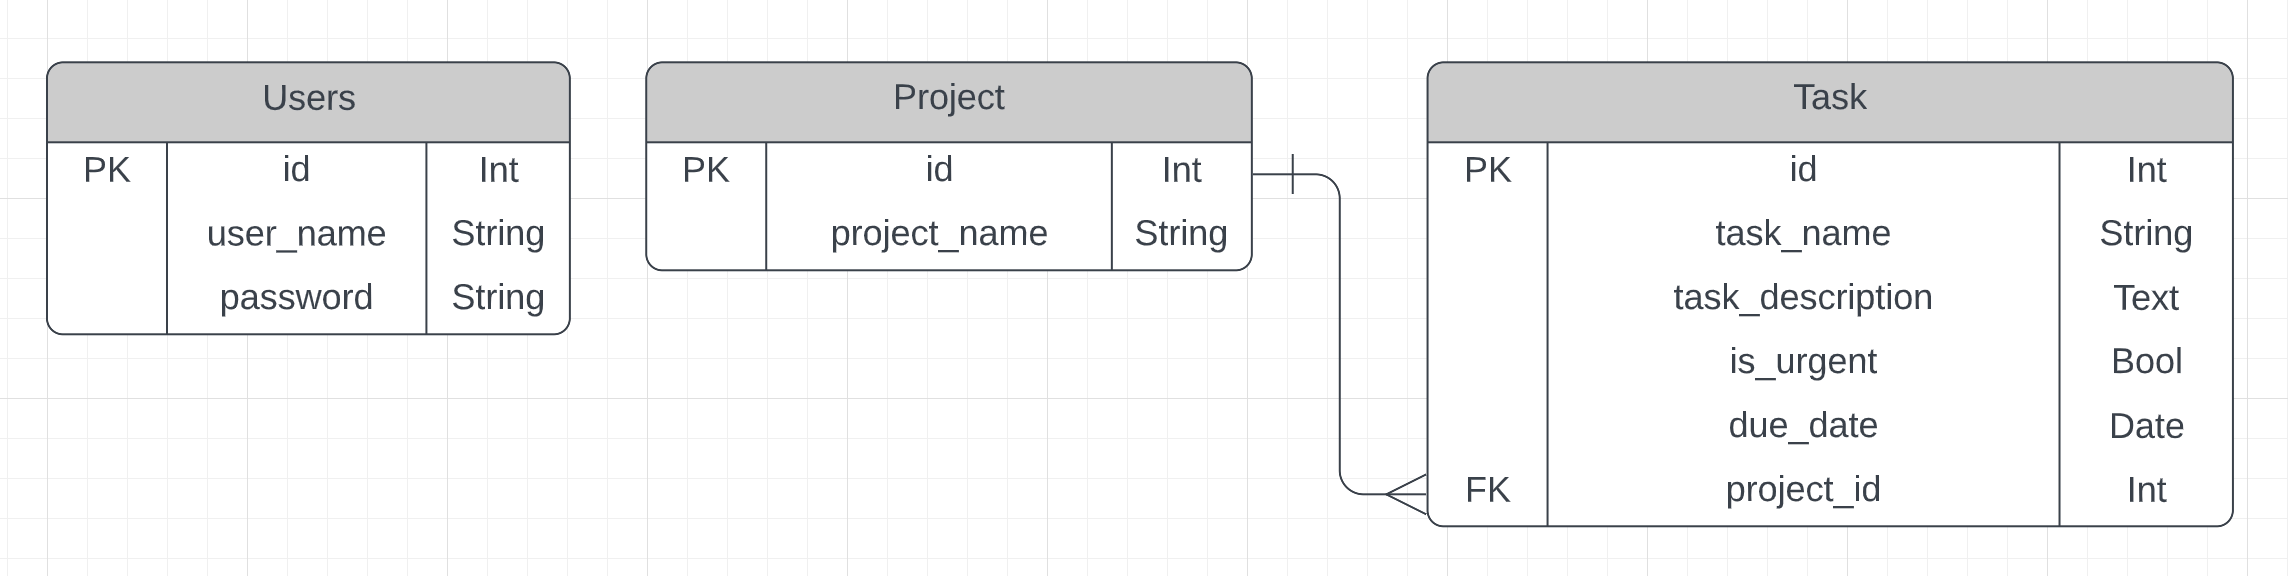 Users
PK id Int
user_name String
password String
Project
PK id Int
project_name String
Task
PK id Int
task_name String
task_description Text
is_urgent Bool
due_date Date
FK project_id Int